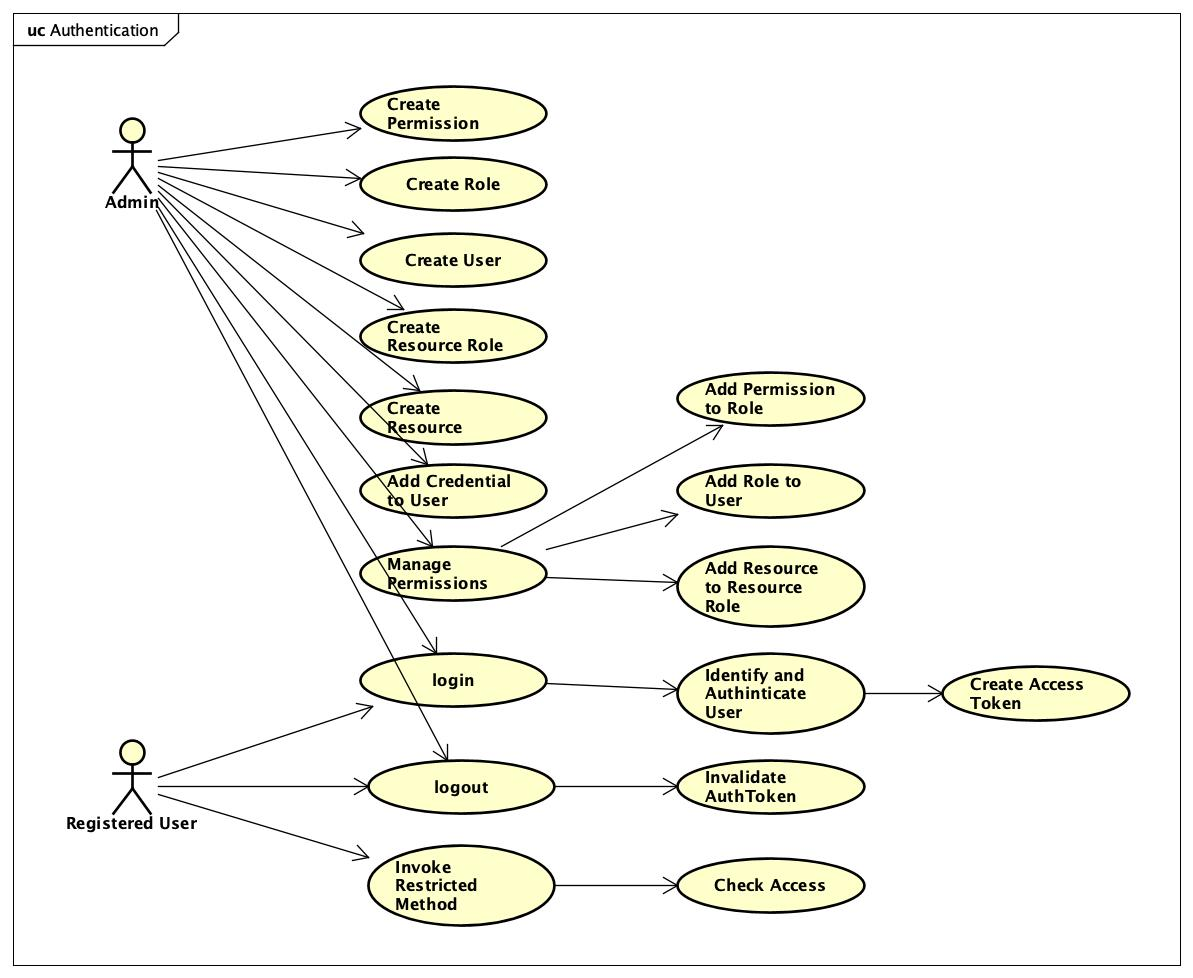 uc Authentication
Create
Permission
Admin
Create Role
Create User
Create
Resource Role
Create
Resource
Add Credential
to User
Manage
Permissions
Add Permission
to Role
Add Role to
User
Add Resource
to Resource
Role
login
Identify and
Authinticate
User
Create Access
Token
Registered User
logout
Invalidate
AuthToken
Invoke
Restricted
Method
Check Access